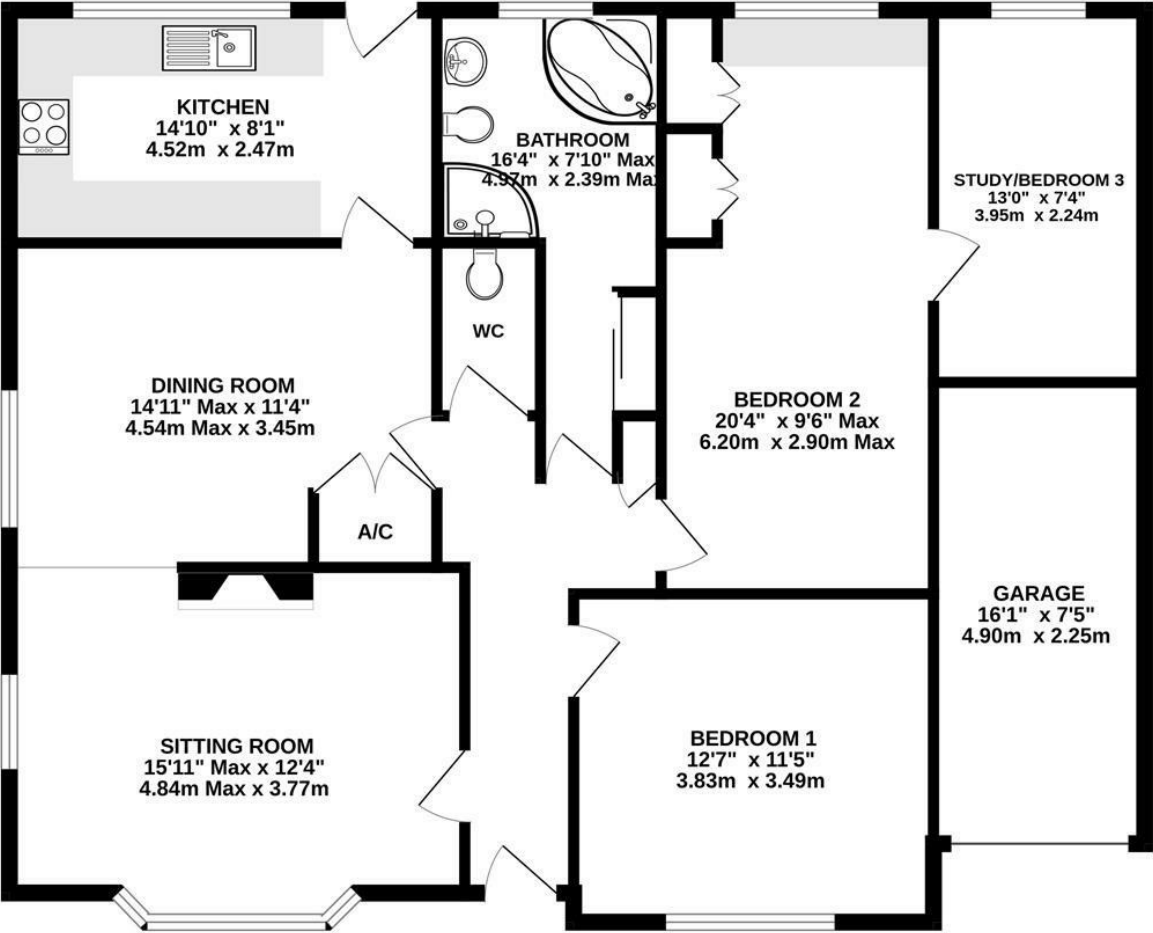 KITCHEN
14'10" x 8'1"
4.52m x 2.47m
BATHROOM
16'4" x 7'10" Max
4.97m x 2.39m Max
STUDY/BEDROOM 3
13'0" x 7'4"
3.95m x 2.24m
WC
DINING ROOM
14'11" Max x 11'4"
4.54m Max x 3.45m
BEDROOM 2
20'4" x 9'6" Max
6.20m x 2.90m Max
A/C
GARAGE
16'1" x 7'5"
4.90m x 2.25m
SITTING ROOM
15'11" Max x 12'4"
4.84m Max x 3.77m
BEDROOM 1
12'7" x 11'5"
3.83m x 3.49m